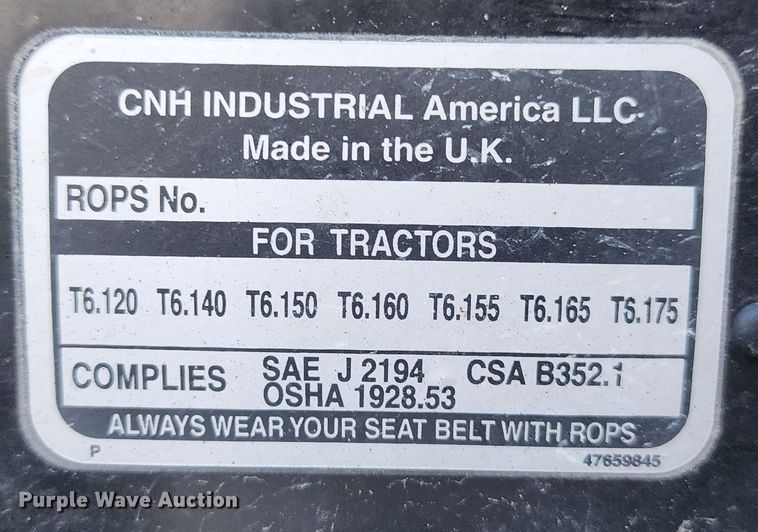 CNH INDUSTRIAL America LLC
Made in the U.K.
ROPS No.
FOR TRACTORS
T6.120 T6.140 T6.150 T6.160 T6.155 T6.165 T6.175
COMPLIES SAE J 2194 CSA B352.1
OSHA 1928.53
ALWAYS WEAR YOUR SEAT BELT WITH ROPS
P 47659845
Purple Wave Auction